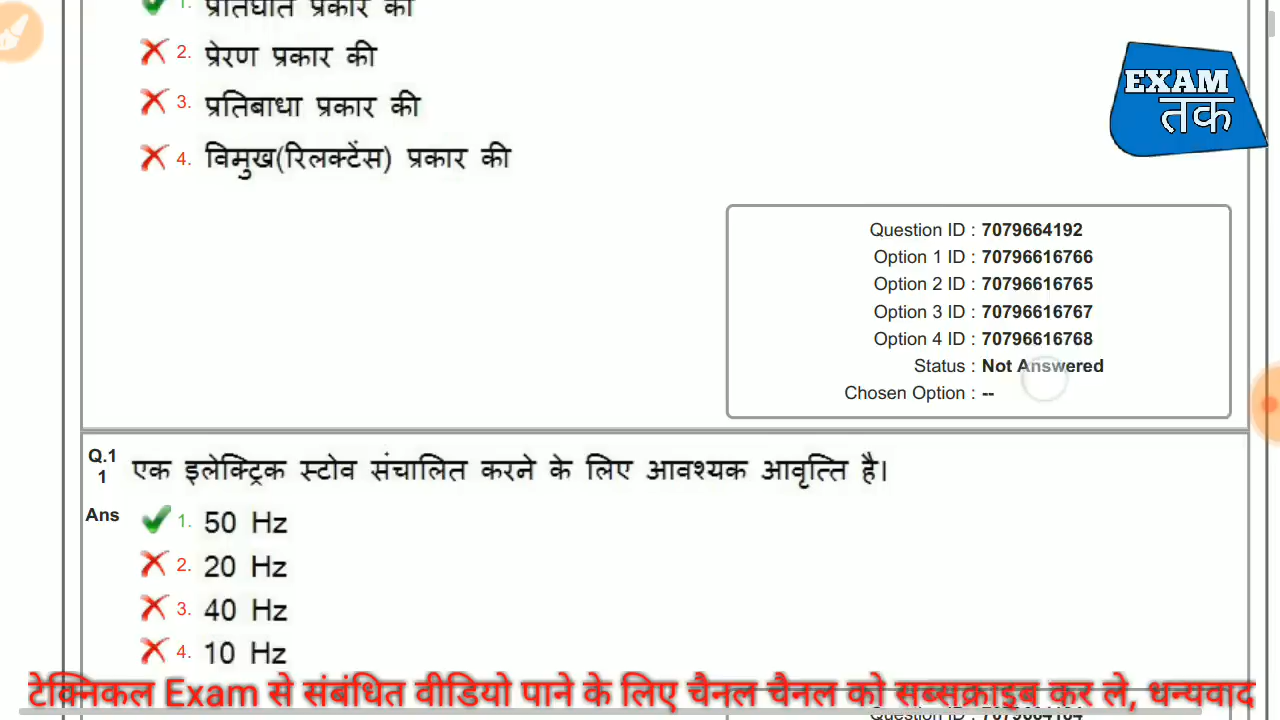 1. प्रतिघात प्रकार की
2. प्रेरण प्रकार की
3. प्रतिबाधा प्रकार की
4. विमुख(रिलक्टेंस) प्रकार की
EXAM
तक
Question ID : 7079664192
Option 1 ID : 70796616766
Option 2 ID : 70796616765
Option 3 ID : 70796616767
Option 4 ID : 70796616768
Status : Not Answered
Chosen Option : --
Q.1
1
एक इलेक्ट्रिक स्टोव संचालित करने के लिए आवश्यक आवृत्ति है।
Ans
1. 50 Hz
2. 20 Hz
3. 40 Hz
4. 10 Hz
टेक्निकल Exam से संबंधित वीडियो पाने के लिए चैनल चैनल को सब्सक्राइब कर ले, धन्यवाद